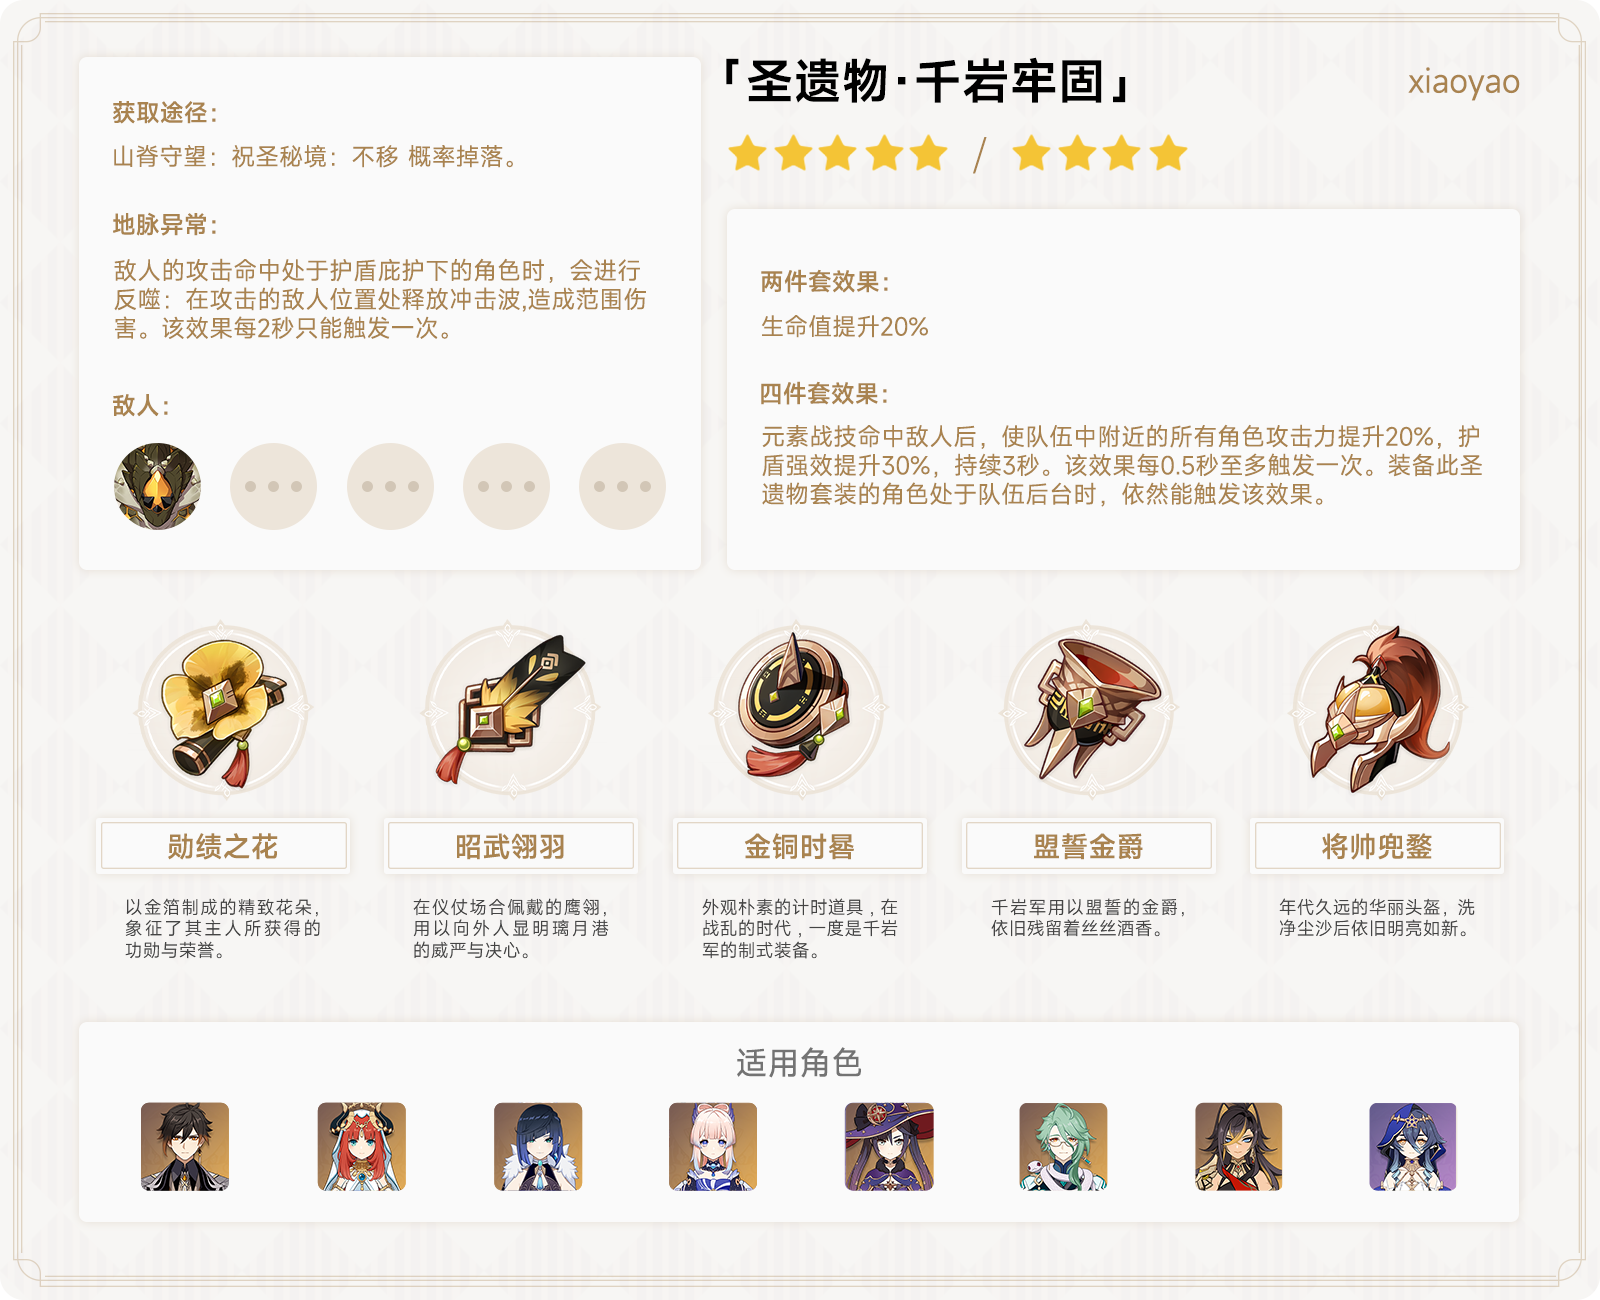 「圣遗物·千岩牢固」
xiaoyao
/
获取途径：
山脊守望：祝圣秘境：不移 概率掉落。
地脉异常：
敌人的攻击命中处于护盾庇护下的角色时，会进行
反噬：在攻击的敌人位置处释放冲击波,造成范围伤
害。该效果每2秒只能触发一次。
敌人：
两件套效果：
生命值提升20%
四件套效果：
元素战技命中敌人后，使队伍中附近的所有角色攻击力提升20%，护
盾强效提升30%，持续3秒。该效果每0.5秒至多触发一次。装备此圣
遗物套装的角色处于队伍后台时，依然能触发该效果。
勋绩之花
以金箔制成的精致花朵，
象征了其主人所获得的
功勋与荣誉。
昭武翎羽
在仪仗场合佩戴的鹰翎，
用以向外人显明璃月港
的威严与决心。
金铜时晷
外观朴素的计时道具，在
战乱的时代，一度是千岩
军的制式装备。
盟誓金爵
千岩军用以盟誓的金爵，
依旧残留着丝丝酒香。
将帅兜鍪
年代久远的华丽头盔，洗
净尘沙后依旧明亮如新。
适用角色